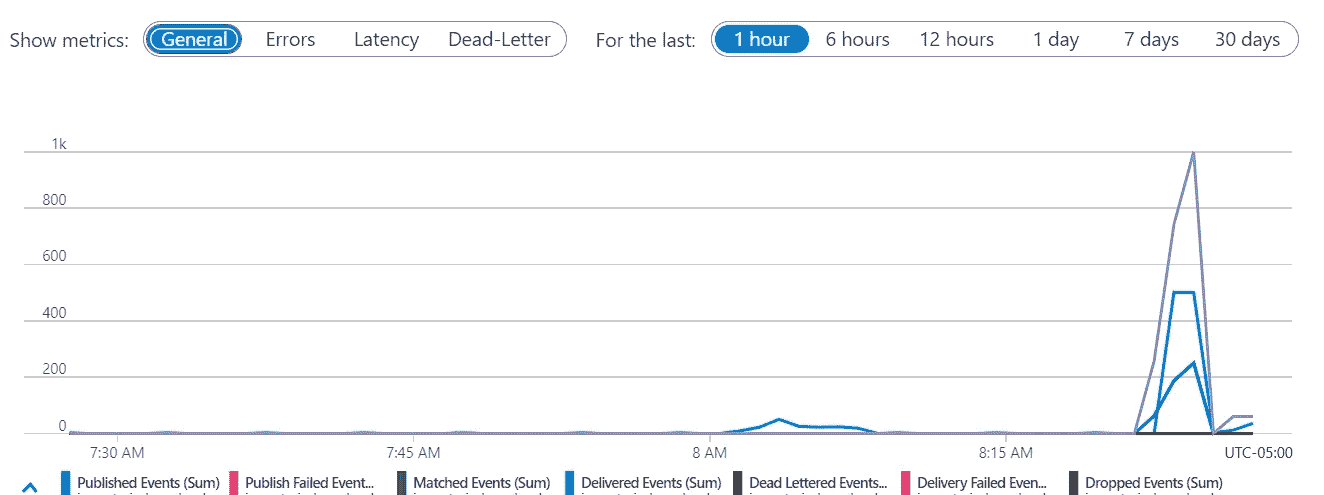 Show metrics: General Errors Latency Dead-Letter For the last: 1 hour 6 hours 12 hours 1 day 7 days 30 days
1k
800
600
400
200
0
7:30 AM 7:45 AM 8 AM 8:15 AM UTC-05:00
Published Events (Sum) Publish Failed Event... Matched Events (Sum) Delivered Events (Sum) Dead Lettered Events... Delivery Failed Even... Dropped Events (Sum)